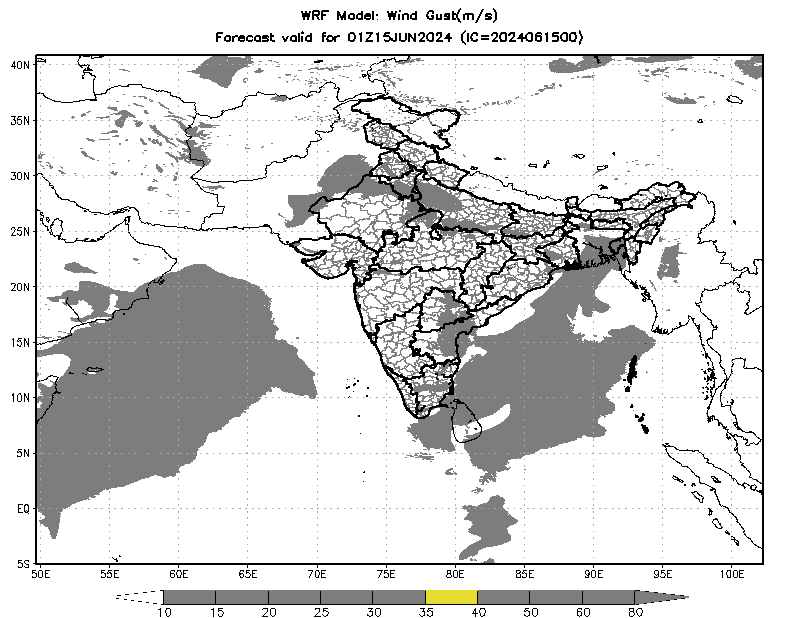 WRF Model: Wind Gust(m/s)
Forecast valid for 01Z15JUN2024 (IC=2024061500)
40N
35N
30N
25N
20N
15N
10N
5N
EQ
5S
50E 55E 60E 65E 70E 75E 80E 85E 90E 95E 100E
10 15 20 25 30 35 40 50 60 80